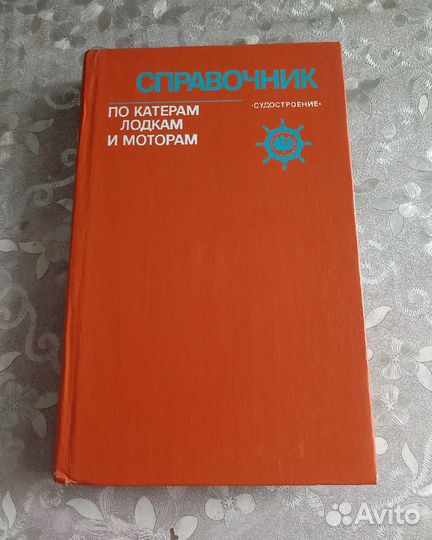 СПРАВОЧНИК
ПО КАТЕРАМ
ЛОДКАМ
И МОТОРАМ
«СУДОСТРОЕНИЕ»
Avito